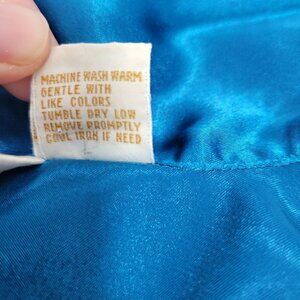 MACHINE WASH WARM
GENTLE WITH
LIKE COLORS
TUMBLE DRY LOW
REMOVE PROMPTLY
COOL IRON IF NEED